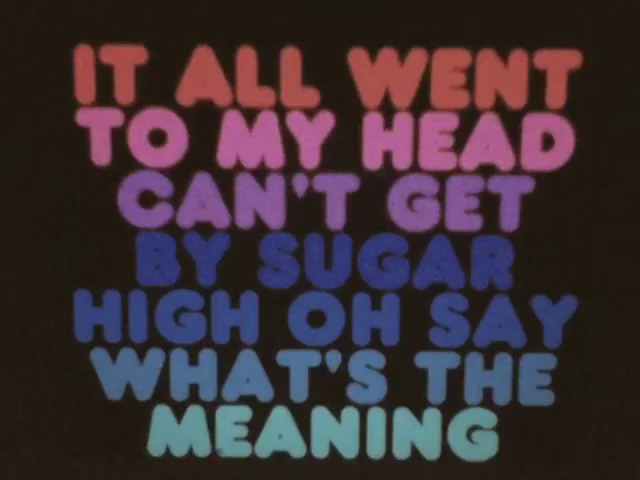 IT ALL WENT
TO MY HEAD
CAN'T GET
BY SUGAR
HIGH OH SAY
WHAT'S THE
MEANING